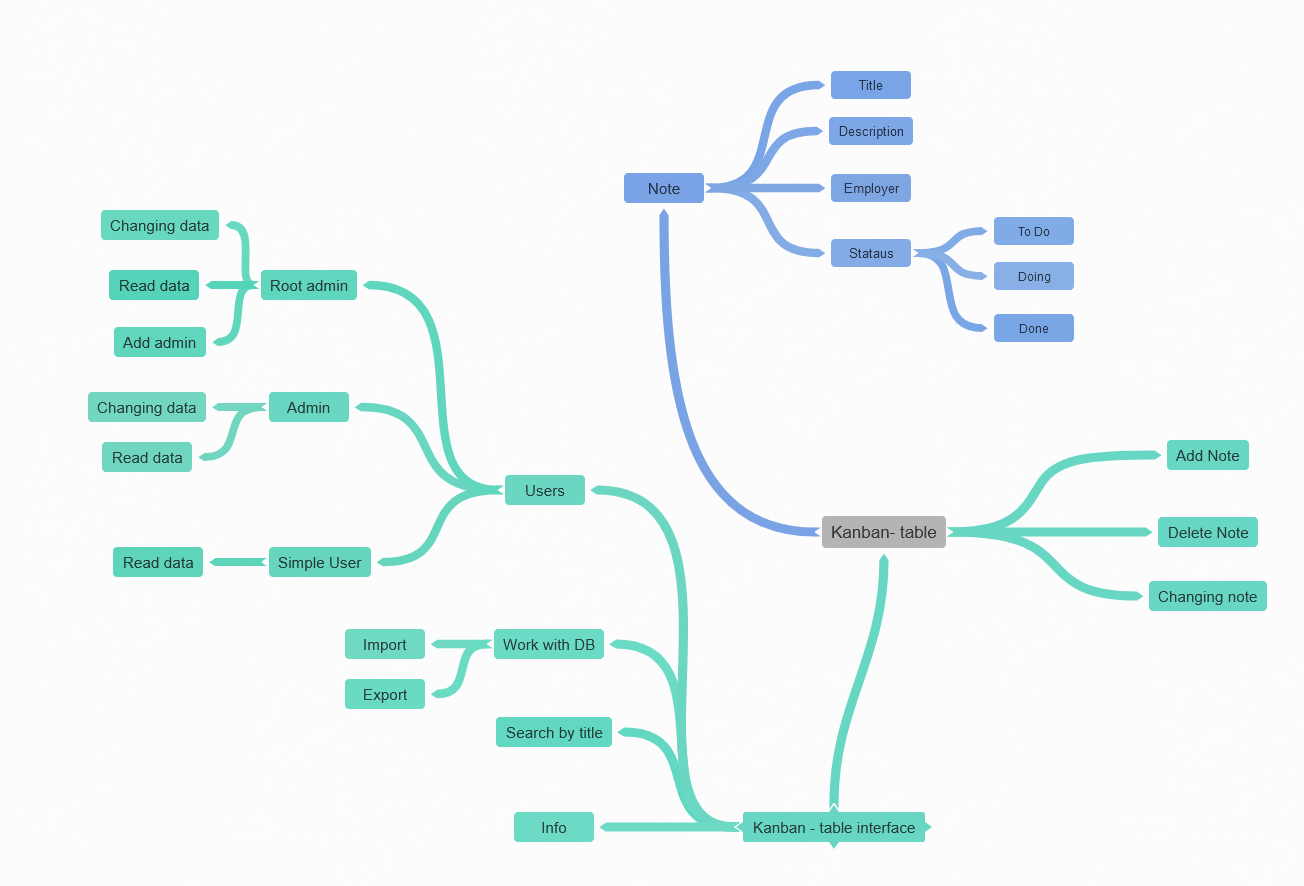 Title
Description
Note
Employer
Stataus
To Do
Doing
Done
Changing data
Read data
Root admin
Add admin
Changing data
Admin
Read data
Users
Read data
Simple User
Kanban- table
Add Note
Delete Note
Changing note
Import
Work with DB
Export
Search by title
Info
Kanban - table interface